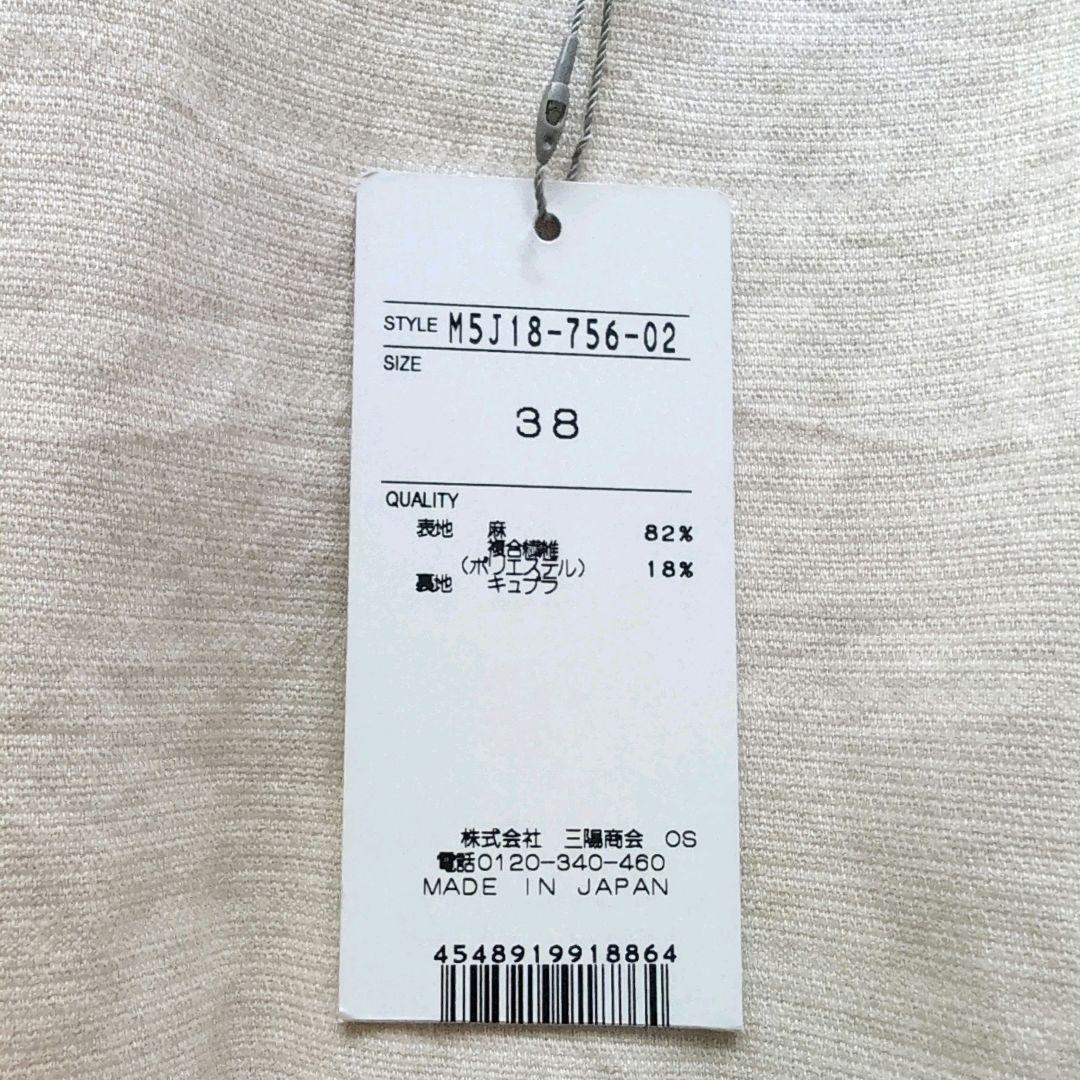 STYLE M5J18-756-02
SIZE
38
QUALITY
表地 麻 82%
複合繊維
(ポリエステル) 18%
裏地 キュプラ
株式会社 三陽商会 OS
電話0120-340-460
MADE IN JAPAN
4548919918864